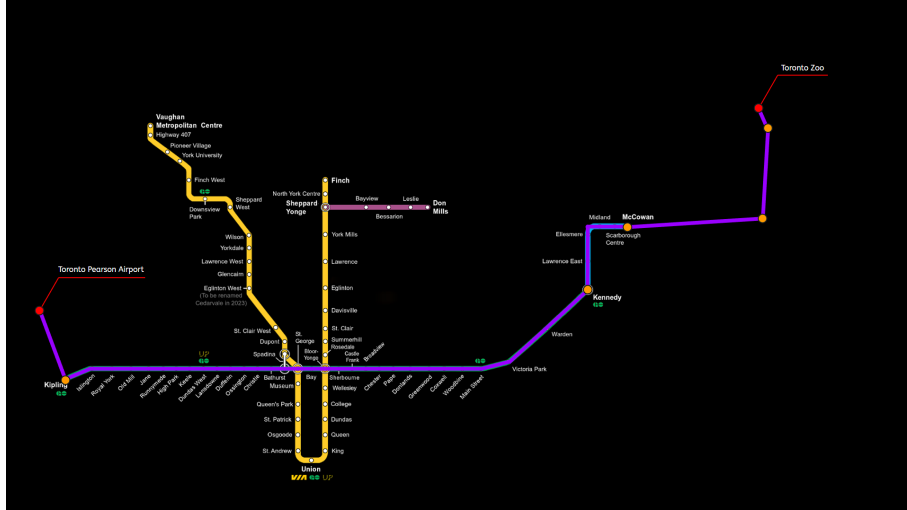 Toronto Zoo
Vaughan
Metropolitan Centre
Highway 407
Pioneer Village
York University
Finch West
GO
Downsview
Park
Sheppard
West
Wilson
Yorkdale
Lawrence West
Glencairn
Eglinton West
(To be renamed
Cedarvale in 2023)
St. Clair West
Dupont
Spadina
St.
George
Finch
North York Centre
Sheppard
Yonge
Bayview
Bessarion
Leslie
Don
Mills
York Mills
Lawrence
Eglinton
Davisville
St. Clair
Summerhill
Rosedale
Bloor-
Yonge
Castle
Frank
Broadview
Midland
McCowan
Ellesmere
Scarborough
Centre
Lawrence East
Kennedy
GO
Warden
Victoria Park
Toronto Pearson Airport
UP
GO
GO
Kipling
GO
Islington
Royal York
Old Mill
Jane
Runnymede
High Park
Keele
Dundas West
Lansdowne
Dufferin
Ossington
Christie
Bathurst
Bay
Sherbourne
Chester
Pape
Donlands
Greenwood
Coxwell
Woodbine
Main Street
Museum
Queen's Park
St. Patrick
Osgoode
St. Andrew
Wellesley
College
Dundas
Queen
King
Union
VIA GO UP